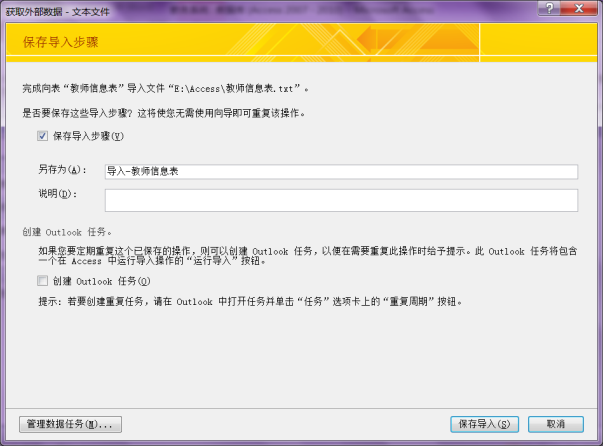 获取外部数据 - 文本文件
保存导入步骤
完成向表“教师信息表”导入文件“E:\Access\教师信息表.txt”。
是否要保存这些导入步骤? 这将使您无需使用向导即可重复该操作。
保存导入步骤(V)
另存为(A):
导入-教师信息表
说明(D):
创建 Outlook 任务。
如果您要定期重复这个已保存的操作，则可以创建 Outlook 任务，以便在需要重复此操作时给予提示。此 Outlook 任务将包含
一个在 Access 中运行导入操作的“运行导入”按钮。
创建 Outlook 任务(O)
提示: 若要创建重复任务，请在 Outlook 中打开任务并单击“任务”选项卡上的“重复周期”按钮。
管理数据任务(M)...
保存导入(S)
取消